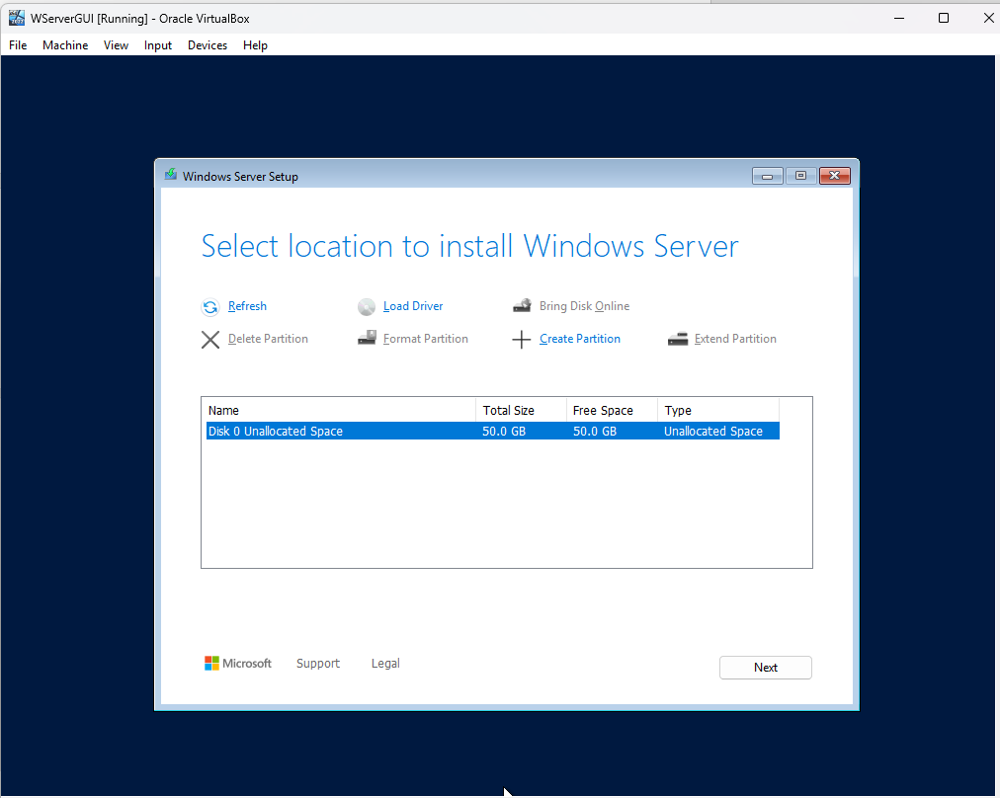 WServerGUI [Running] - Oracle VirtualBox
File Machine View Input Devices Help
Windows Server Setup
Select location to install Windows Server
Refresh Load Driver Bring Disk Online
Delete Partition Format Partition Create Partition Extend Partition
Name Total Size Free Space Type
Disk 0 Unallocated Space 50.0 GB 50.0 GB Unallocated Space
Microsoft Support Legal Next